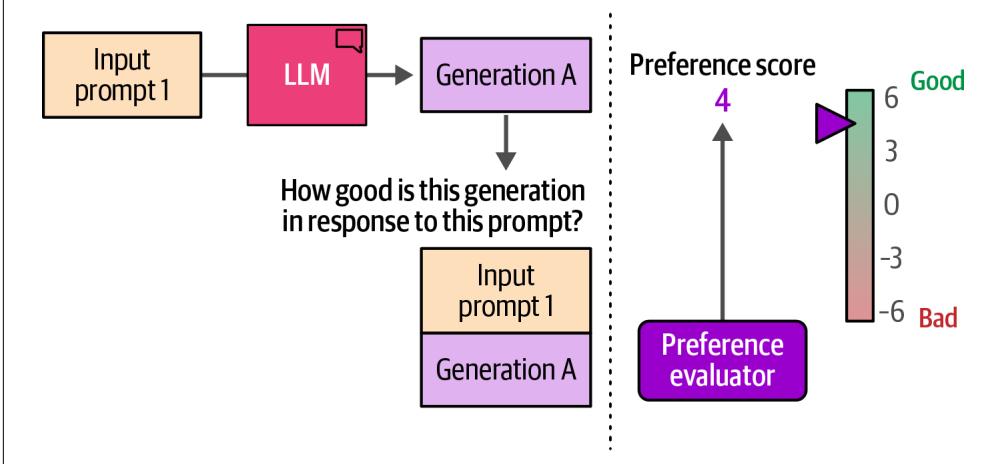 Input
prompt 1
LLM
Generation A
How good is this generation
in response to this prompt?
Input
prompt 1
Generation A
Preference score
4
Preference
evaluator
Good
6
3
0
–3
–6
Bad